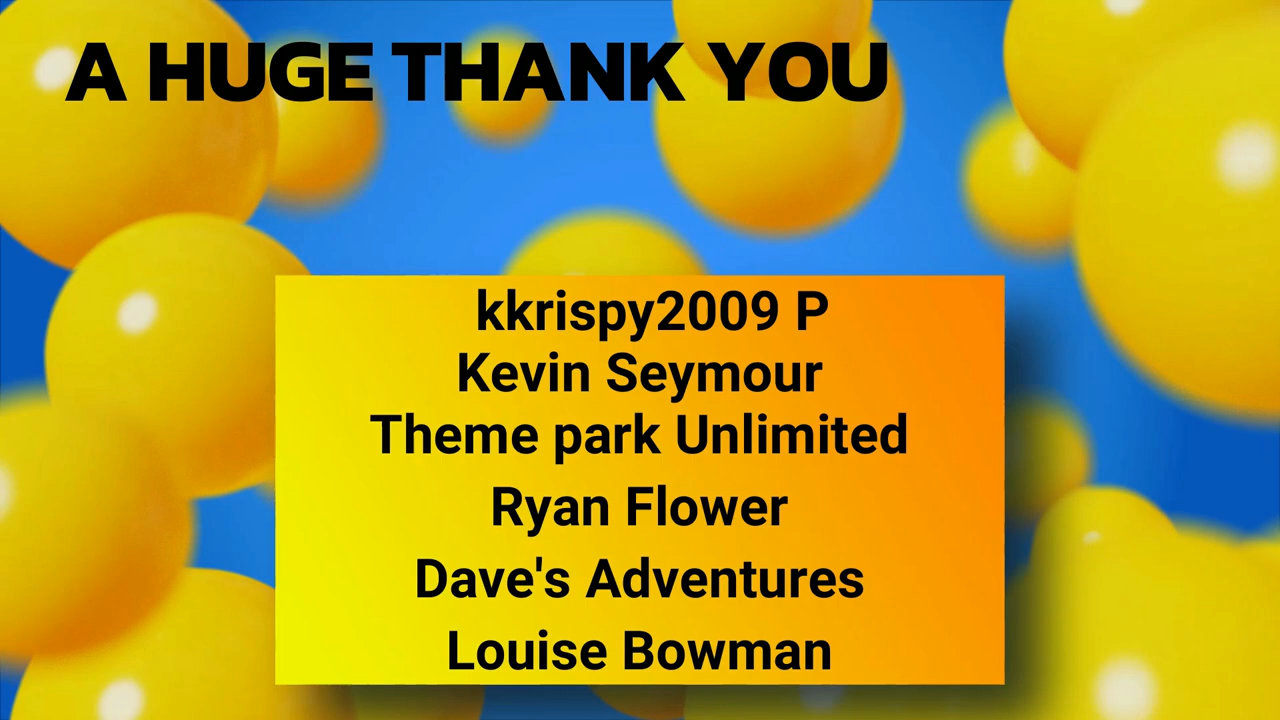 A HUGE THANK YOU
kkrispy2009 P
Kevin Seymour
Theme park Unlimited
Ryan Flower
Dave's Adventures
Louise Bowman